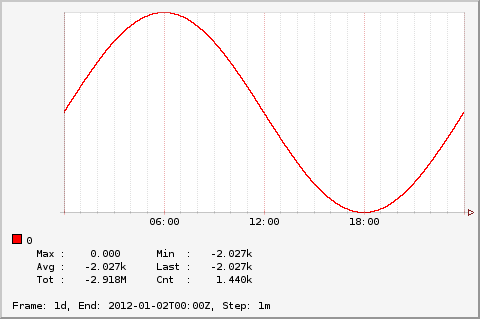 06:00 12:00 18:00
0
Max : 0.000 Min : -2.027k
Avg : -2.027k Last : -2.027k
Tot : -2.918M Cnt : 1.440k
Frame: 1d, End: 2012-01-02T00:00Z, Step: 1m